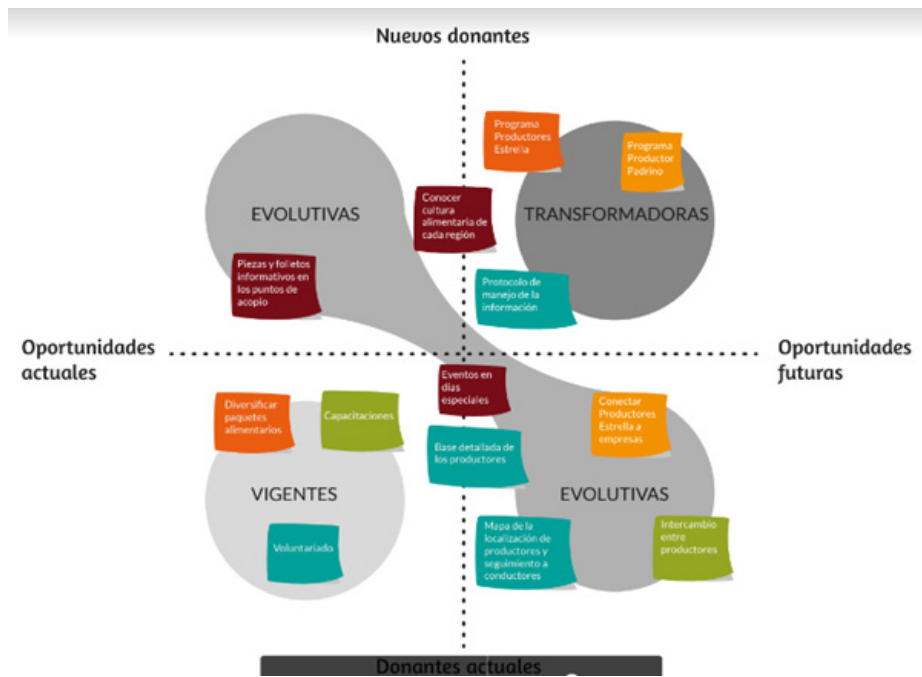 Nuevos donantes
Programa
Productores
Estrella
Programa
Productor
Padrino
EVOLUTIVAS
Conocer
cultura
alimentaria de
cada región
TRANSFORMADORAS
Piezas y folletos
informativos en
los puntos de
acopio
Protocolo de
manejo de la
información
Oportunidades
actuales
Oportunidades
futuras
Eventos en
días
especiales
Diversificar
paquetes
alimentarios
Capacitaciones
Conectar
Productores
Estrella a
empresas
Base detallada de
los productores
VIGENTES
EVOLUTIVAS
Voluntariado
Mapa de la
localización de
productores y
seguimiento a
conductores
Intercambio
entre
productores
Donantes actuales